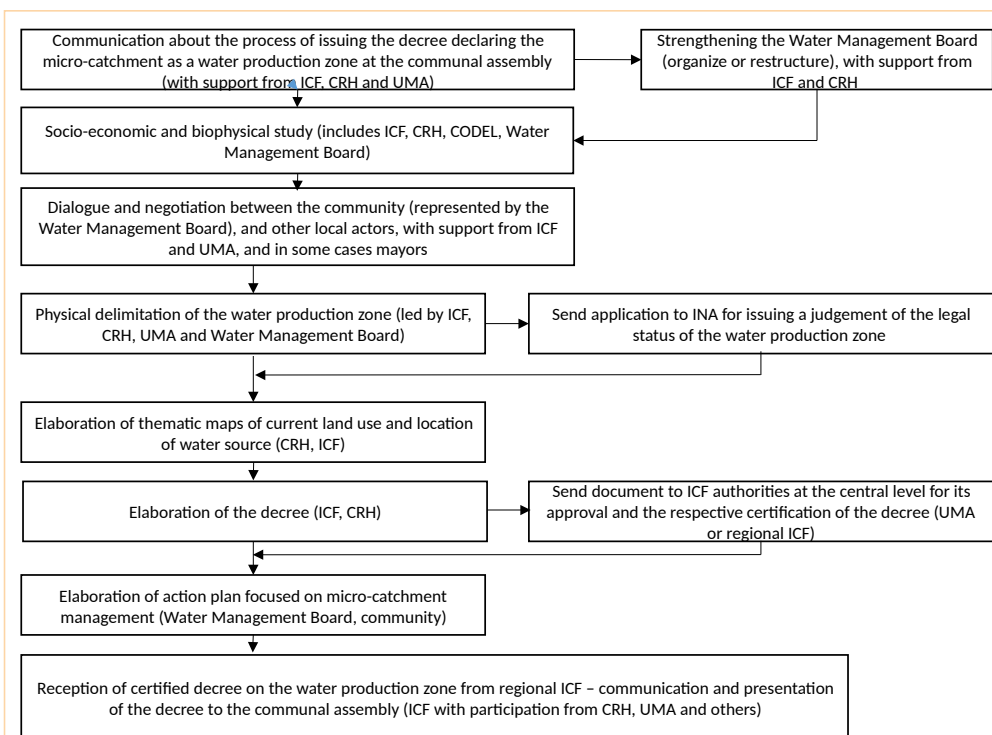 Communication about the process of issuing the decree declaring the
micro-catchment as a water production zone at the communal assembly
(with support from ICF, CRH and UMA)
Strengthening the Water Management Board
(organize or restructure), with support from
ICF and CRH
Socio-economic and biophysical study (includes ICF, CRH, CODEL, Water
Management Board)
Dialogue and negotiation between the community (represented by the
Water Management Board), and other local actors, with support from ICF
and UMA, and in some cases mayors
Physical delimitation of the water production zone (led by ICF,
CRH, UMA and Water Management Board)
Send application to INA for issuing a judgement of the legal
status of the water production zone
Elaboration of thematic maps of current land use and location
of water source (CRH, ICF)
Elaboration of the decree (ICF, CRH)
Send document to ICF authorities at the central level for its
approval and the respective certification of the decree (UMA
or regional ICF)
Elaboration of action plan focused on micro-catchment
management (Water Management Board, community)
Reception of certified decree on the water production zone from regional ICF – communication and presentation
of the decree to the communal assembly (ICF with participation from CRH, UMA and others)